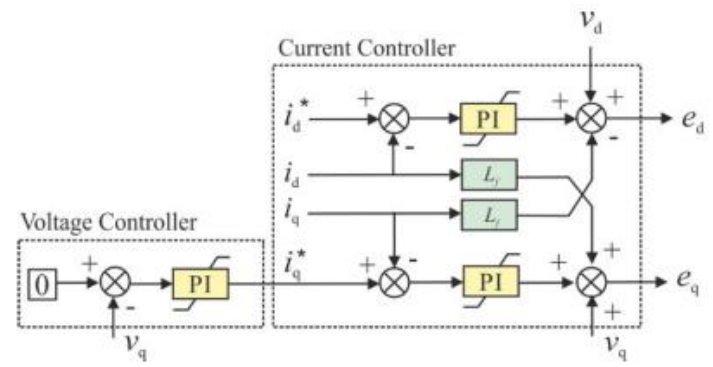 v_d
Current Controller
i_d* + PI + + e_d
- -
i_d L_f
i_q L_f
Voltage Controller
- +
0 + PI i_q* + PI + e_q
- +
v_q v_q